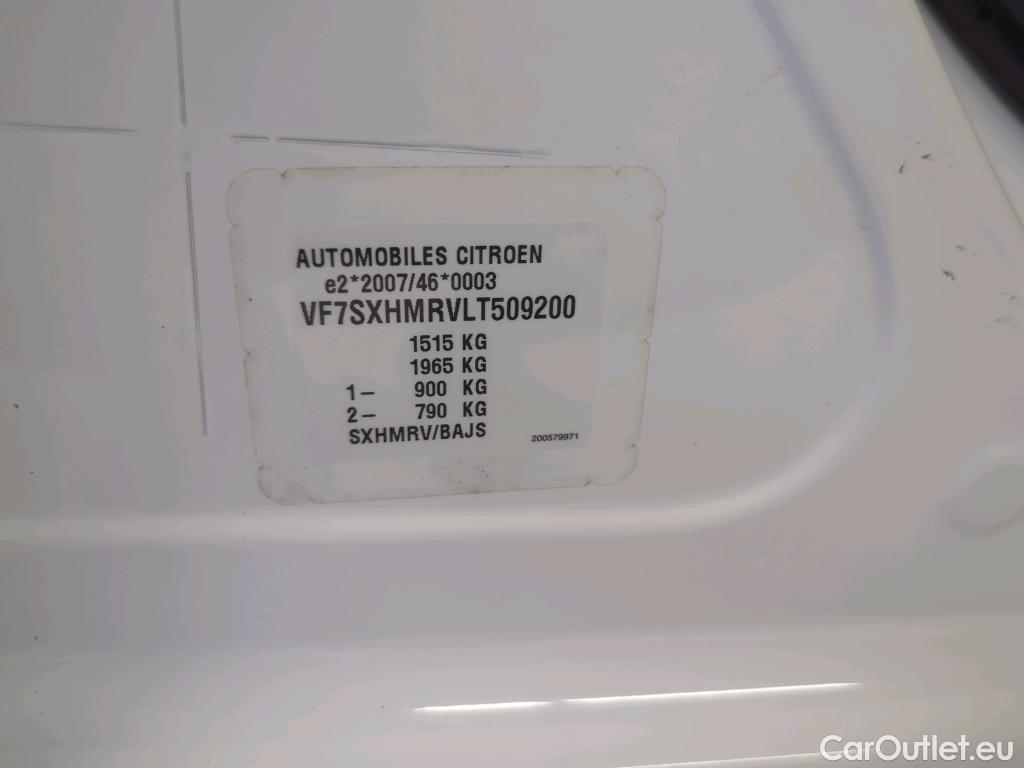 AUTOMOBILES CITROEN
e2*2007/46*0003
VF7SXHMRVLT509200
1515 KG
1965 KG
1– 900 KG
2– 790 KG
SXHMRV/BAJS 200579971
CarOutlet.eu